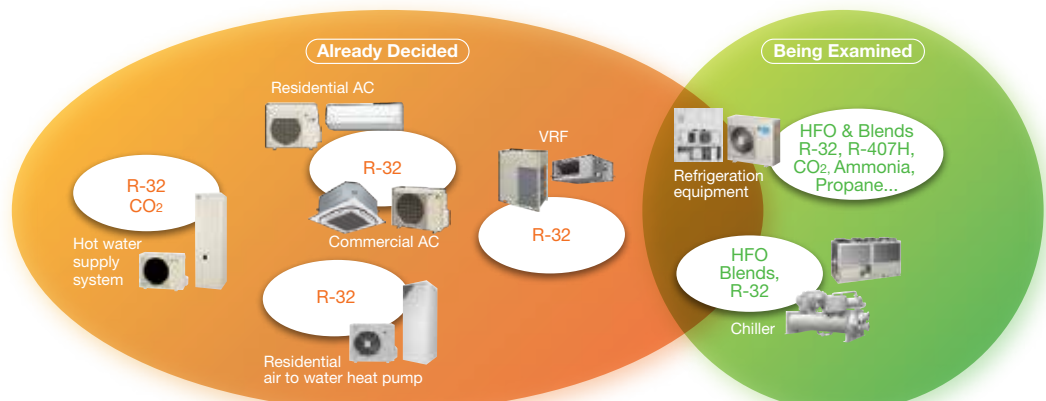 Already Decided
Being Examined
Residential AC
R-32
Commercial AC
VRF
R-32
R-32
CO₂
Hot water
supply
system
R-32
Residential
air to water heat pump
Refrigeration
equipment
HFO & Blends
R-32, R-407H,
CO₂, Ammonia,
Propane...
HFO
Blends,
R-32
Chiller